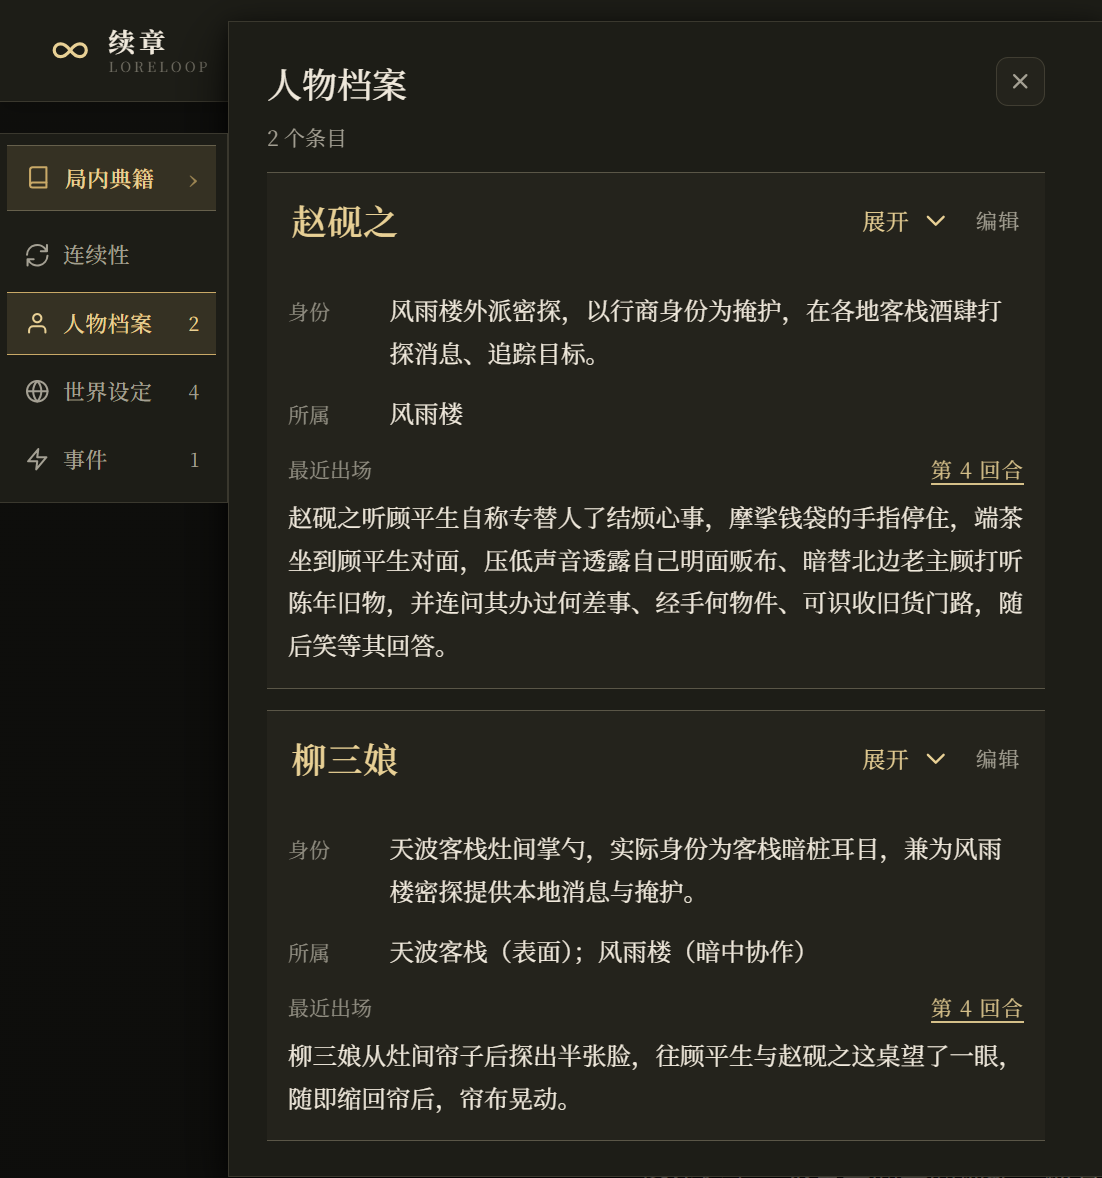 续章
LORELOOP
局内典籍
连续性
人物档案 2
世界设定 4
事件 1
人物档案
2 个条目
赵砚之 展开 编辑
身份 风雨楼外派密探，以行商身份为掩护，在各地客栈酒肆打
探消息、追踪目标。
所属 风雨楼
最近出场 第 4 回合
赵砚之听顾平生自称专替人了结烦心事，摩挲钱袋的手指停住，端茶
坐到顾平生对面，压低声音透露自己明面贩布、暗替北边老主顾打听
陈年旧物，并连问其办过何差事、经手何物件、可识收旧货门路，随
后笑等其回答。
柳三娘 展开 编辑
身份 天波客栈灶间掌勺，实际身份为客栈暗桩耳目，兼为风雨
楼密探提供本地消息与掩护。
所属 天波客栈（表面）；风雨楼（暗中协作）
最近出场 第 4 回合
柳三娘从灶间帘子后探出半张脸，往顾平生与赵砚之这桌望了一眼，
随即缩回帘后，帘布晃动。